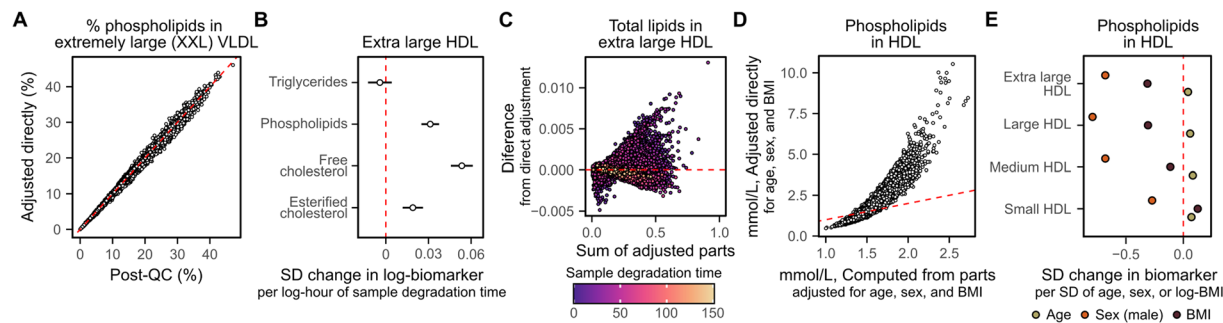 A
% phospholipids in
extremely large (XXL) VLDL
Adjusted directly (%)
40
30
20
10
0
0 10 20 30 40
Post-QC (%)
B
Extra large HDL
Triglycerides
Phospholipids
Free
cholesterol
Esterified
cholesterol
0 0.03 0.06
SD change in log-biomarker
per log-hour of sample degradation time
C
Total lipids in
extra large HDL
Diference
from direct adjustment
0.010
0.005
0.000
−0.005
0.0 0.5 1.0
Sum of adjusted parts
Sample degradation time
0 50 100 150
D
Phospholipids
in HDL
mmol/L, Adjusted directly
for age, sex, and BMI
10.0
7.5
5.0
2.5
0.0
1.0 1.5 2.0 2.5
mmol/L, Computed from parts
adjusted for age, sex, and BMI
E
Phospholipids
in HDL
Extra large
HDL
Large HDL
Medium HDL
Small HDL
−0.5 0.0
SD change in biomarker
per SD of age, sex, or log-BMI
Age Sex (male) BMI